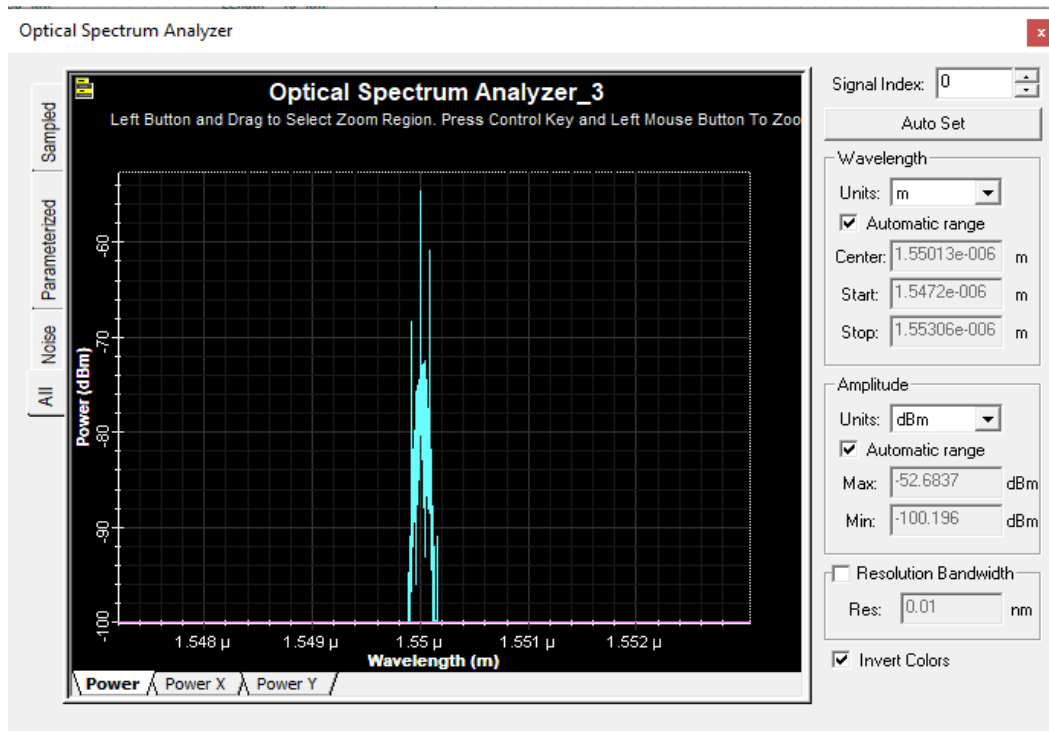 Optical Spectrum Analyzer
x
Sampled
Parameterized
Noise
All
Optical Spectrum Analyzer_3
Left Button and Drag to Select Zoom Region. Press Control Key and Left Mouse Button To Zoo
Power (dBm)
-60
-70
-80
-90
-100
1.548 μ
1.549 μ
1.55 μ
1.551 μ
1.552 μ
Wavelength (m)
Power
Power X
Power Y
Signal Index: 0
Auto Set
Wavelength
Units: m
Automatic range
Center: 1.55013e-006 m
Start: 1.5472e-006 m
Stop: 1.55306e-006 m
Amplitude
Units: dBm
Automatic range
Max: -52.6837 dBm
Min: -100.196 dBm
Resolution Bandwidth
Res: 0.01 nm
Invert Colors